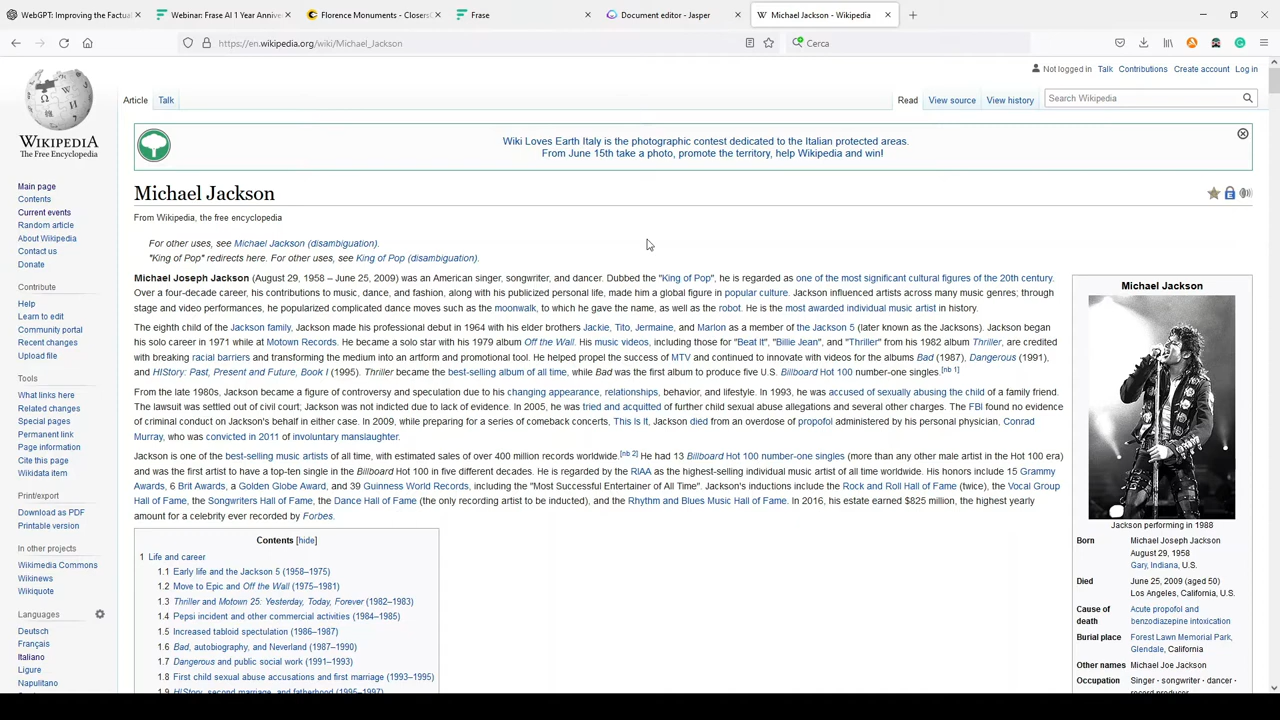 WebGPT: Improving the Factual
Webinar: Frase AI 1 Year Annive
Florence Monuments - ClosersC
Frase
Document editor - Jasper
Michael Jackson - Wikipedia
https://en.wikipedia.org/wiki/Michael_Jackson
Cerca
Not logged in Talk Contributions Create account Log in
Article Talk
Read View source View history
Search Wikipedia
WIKIPEDIA
The Free Encyclopedia
Main page
Contents
Current events
Random article
About Wikipedia
Contact us
Donate
Contribute
Help
Learn to edit
Community portal
Recent changes
Upload file
Tools
What links here
Related changes
Special pages
Permanent link
Page information
Cite this page
Wikidata item
Print/export
Download as PDF
Printable version
In other projects
Wikimedia Commons
Wikinews
Wikiquote
Languages
Deutsch
Français
Italiano
Ligure
Napulitano
Wiki Loves Earth Italy is the photographic contest dedicated to the Italian protected areas.
From June 15th take a photo, promote the territory, help Wikipedia and win!
Michael Jackson
From Wikipedia, the free encyclopedia
For other uses, see Michael Jackson (disambiguation).
"King of Pop" redirects here. For other uses, see King of Pop (disambiguation).
Michael Joseph Jackson (August 29, 1958 – June 25, 2009) was an American singer, songwriter, and dancer. Dubbed the "King of Pop", he is regarded as one of the most significant cultural figures of the 20th century.
Over a four-decade career, his contributions to music, dance, and fashion, along with his publicized personal life, made him a global figure in popular culture. Jackson influenced artists across many music genres; through
stage and video performances, he popularized complicated dance moves such as the moonwalk, to which he gave the name, as well as the robot. He is the most awarded individual music artist in history.
The eighth child of the Jackson family, Jackson made his professional debut in 1964 with his elder brothers Jackie, Tito, Jermaine, and Marlon as a member of the Jackson 5 (later known as the Jacksons). Jackson began
his solo career in 1971 while at Motown Records. He became a solo star with his 1979 album Off the Wall. His music videos, including those for "Beat It", "Billie Jean", and "Thriller" from his 1982 album Thriller, are credited
with breaking racial barriers and transforming the medium into an artform and promotional tool. He helped propel the success of MTV and continued to innovate with videos for the albums Bad (1987), Dangerous (1991),
and HIStory: Past, Present and Future, Book I (1995). Thriller became the best-selling album of all time, while Bad was the first album to produce five U.S. Billboard Hot 100 number-one singles.[nb 1]
From the late 1980s, Jackson became a figure of controversy and speculation due to his changing appearance, relationships, behavior, and lifestyle. In 1993, he was accused of sexually abusing the child of a family friend.
The lawsuit was settled out of civil court; Jackson was not indicted due to lack of evidence. In 2005, he was tried and acquitted of further child sexual abuse allegations and several other charges. The FBI found no evidence
of criminal conduct on Jackson's behalf in either case. In 2009, while preparing for a series of comeback concerts, This Is It, Jackson died from an overdose of propofol administered by his personal physician, Conrad
Murray, who was convicted in 2011 of involuntary manslaughter.
Jackson is one of the best-selling music artists of all time, with estimated sales of over 400 million records worldwide.[nb 2] He had 13 Billboard Hot 100 number-one singles (more than any other male artist in the Hot 100 era)
and was the first artist to have a top-ten single in the Billboard Hot 100 in five different decades. He is regarded by the RIAA as the highest-selling individual music artist of all time worldwide. His honors include 15 Grammy
Awards, 6 Brit Awards, a Golden Globe Award, and 39 Guinness World Records, including the "Most Successful Entertainer of All Time". Jackson's inductions include the Rock and Roll Hall of Fame (twice), the Vocal Group
Hall of Fame, the Songwriters Hall of Fame, the Dance Hall of Fame (the only recording artist to be inducted), and the Rhythm and Blues Music Hall of Fame. In 2016, his estate earned $825 million, the highest yearly
amount for a celebrity ever recorded by Forbes.
Contents [hide]
1 Life and career
1.1 Early life and the Jackson 5 (1958–1975)
1.2 Move to Epic and Off the Wall (1975–1981)
1.3 Thriller and Motown 25: Yesterday, Today, Forever (1982–1983)
1.4 Pepsi incident and other commercial activities (1984–1985)
1.5 Increased tabloid speculation (1986–1987)
1.6 Bad, autobiography, and Neverland (1987–1990)
1.7 Dangerous and public social work (1991–1993)
1.8 First child sexual abuse accusations and first marriage (1993–1995)
1.9 HIStory, second marriage, and fatherhood (1995–1997)
Michael Jackson
Jackson performing in 1988
Born Michael Joseph Jackson
August 29, 1958
Gary, Indiana, U.S.
Died June 25, 2009 (aged 50)
Los Angeles, California, U.S.
Cause of Acute propofol and
death benzodiazepine intoxication
Burial place Forest Lawn Memorial Park,
Glendale, California
Other names Michael Joe Jackson
Occupation Singer · songwriter · dancer ·
record producer